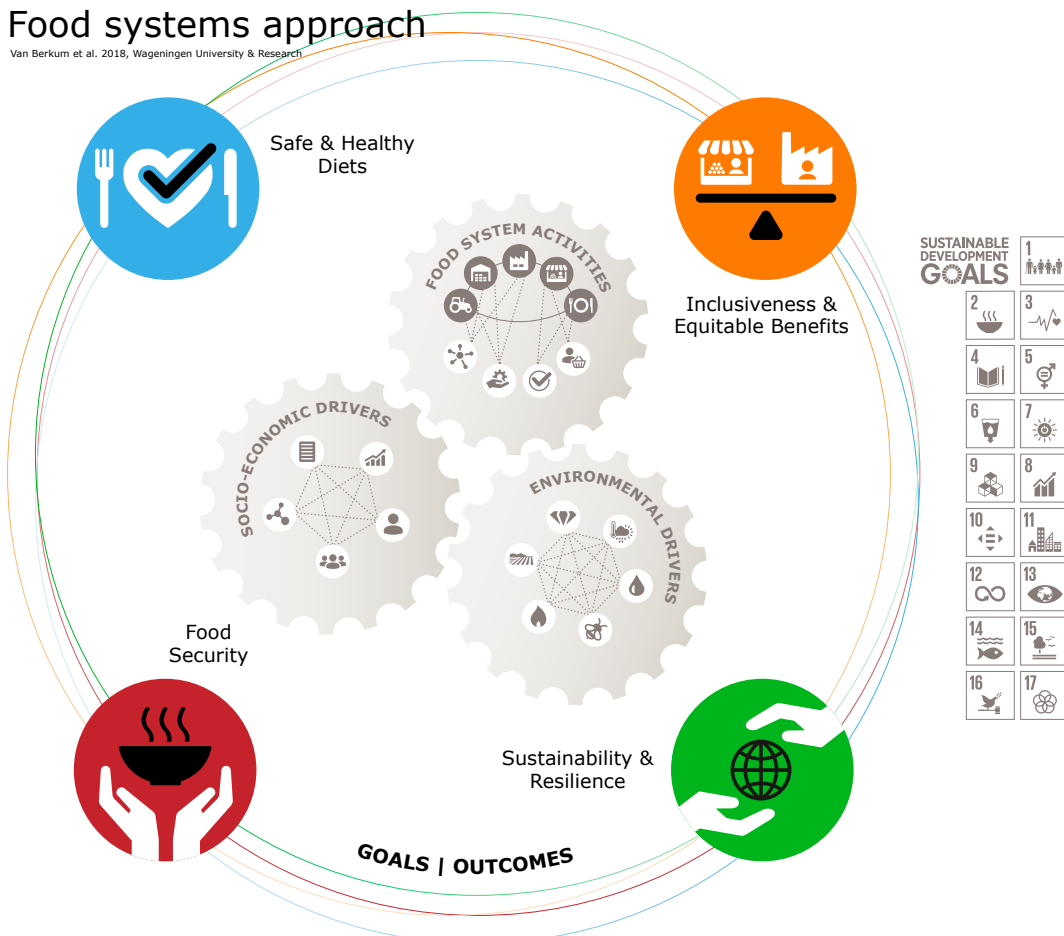 Food systems approach
Van Berkum et al. 2018, Wageningen University & Research
Safe & Healthy
Diets
Inclusiveness &
Equitable Benefits
FOOD SYSTEM ACTIVITIES
SOCIO-ECONOMIC DRIVERS
ENVIRONMENTAL DRIVERS
Food
Security
Sustainability &
Resilience
GOALS | OUTCOMES
SUSTAINABLE
DEVELOPMENT
GOALS
1
2
3
4
5
6
7
9
8
10
11
12
13
14
15
16
17